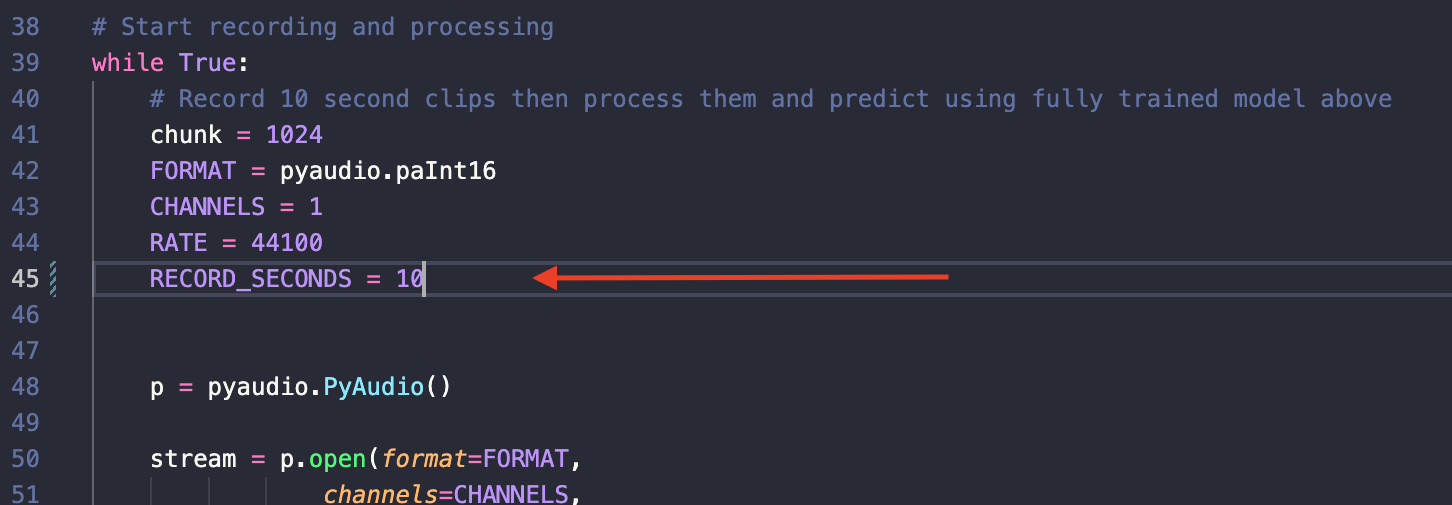 38 # Start recording and processing
39 while True:
40 # Record 10 second clips then process them and predict using fully trained model above
41 chunk = 1024
42 FORMAT = pyaudio.paInt16
43 CHANNELS = 1
44 RATE = 44100
45 RECORD_SECONDS = 10
46
47
48 p = pyaudio.PyAudio()
49
50 stream = p.open(format=FORMAT,
51 channels=CHANNELS,